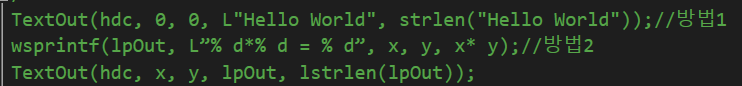 TextOut(hdc, 0, 0, L"Hello World", strlen("Hello World"));//방법1
wsprintf(lpOut, L”% d*% d = % d”, x, y, x* y);//방법2
TextOut(hdc, x, y, lpOut, lstrlen(lpOut));